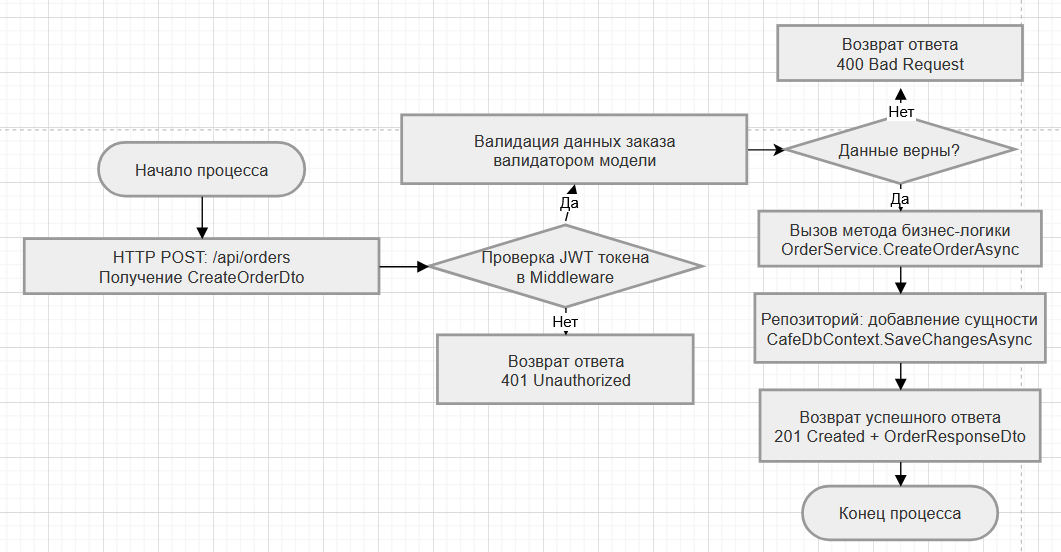 Начало процесса
HTTP POST: /api/orders
Получение CreateOrderDto
Проверка JWT токена
в Middleware
Нет
Возврат ответа
401 Unauthorized
Да
Валидация данных заказа
валидатором модели
Данные верны?
Нет
Возврат ответа
400 Bad Request
Да
Вызов метода бизнес-логики
OrderService.CreateOrderAsync
Репозиторий: добавление сущности
CafeDbContext.SaveChangesAsync
Возврат успешного ответа
201 Created + OrderResponseDto
Конец процесса